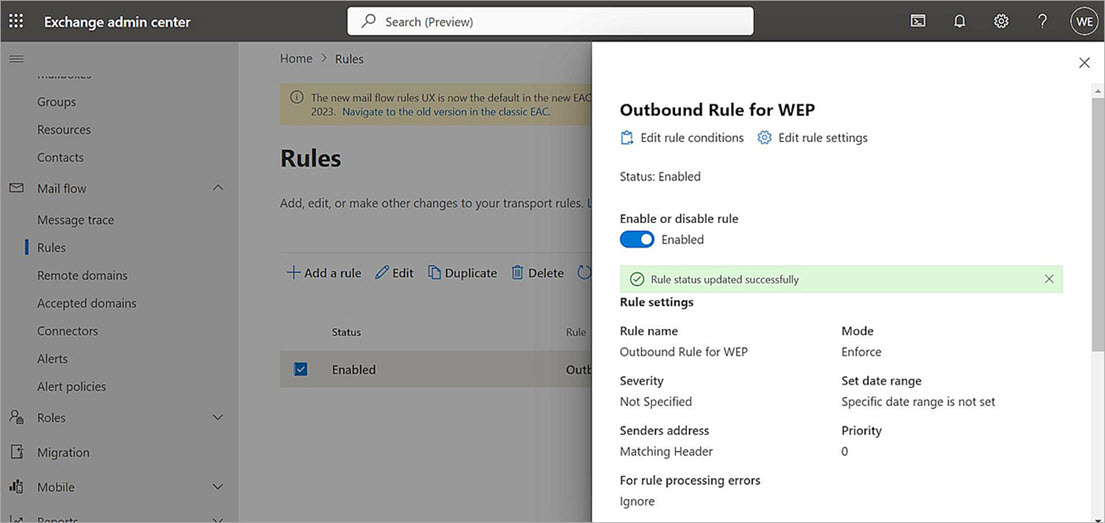 Exchange admin center
Search (Preview)
WE
Mailboxes
Groups
Resources
Contacts
Mail flow
Message trace
Rules
Remote domains
Accepted domains
Connectors
Alerts
Alert policies
Roles
Migration
Mobile
Reports
Home > Rules
The new mail flow rules UX is now the default in the new EAC
2023. Navigate to the old version in the classic EAC.
Rules
Add, edit, or make other changes to your transport rules.
Add a rule Edit Duplicate Delete
Status Rule
Enabled
Outbound Rule for WEP
Edit rule conditions Edit rule settings
Status: Enabled
Enable or disable rule
Enabled
Rule status updated successfully
Rule settings
Rule name
Outbound Rule for WEP
Mode
Enforce
Severity
Not Specified
Set date range
Specific date range is not set
Senders address
Matching Header
Priority
0
For rule processing errors
Ignore